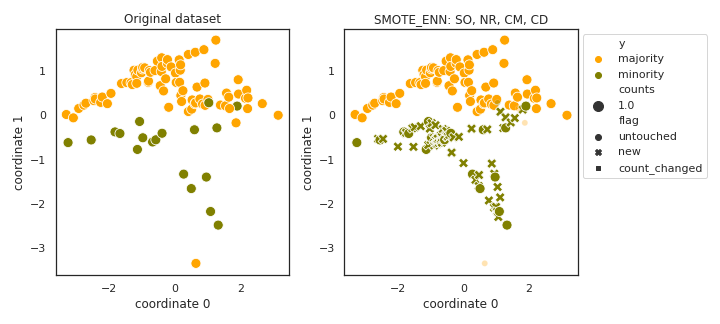 Original dataset
coordinate 1
1
0
−1
−2
−3
−2
0
2
coordinate 0
SMOTE_ENN: SO, NR, CM, CD
coordinate 1
1
0
−1
−2
−3
−2
0
2
coordinate 0
y
majority
minority
counts
1.0
flag
untouched
new
count_changed